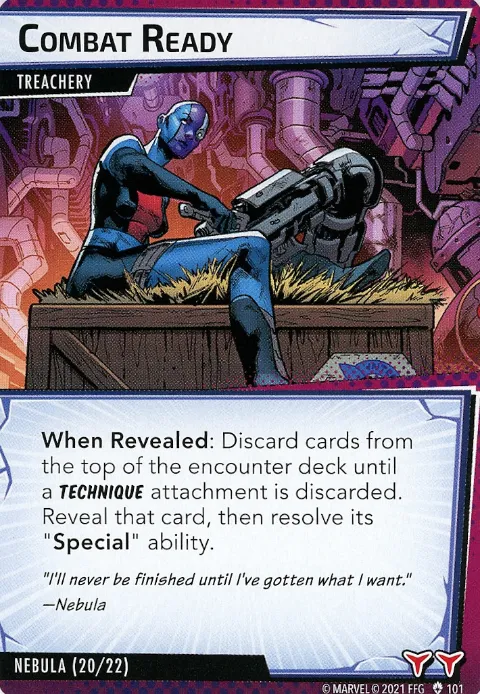 COMBAT READY
TREACHERY
When Revealed: Discard cards from
the top of the encounter deck until
a TECHNIQUE attachment is discarded.
Reveal that card, then resolve its
"Special" ability.
"I'll never be finished until I've gotten what I want."
—Nebula
NEBULA (20/22)
© MARVEL © 2021 FFG 101